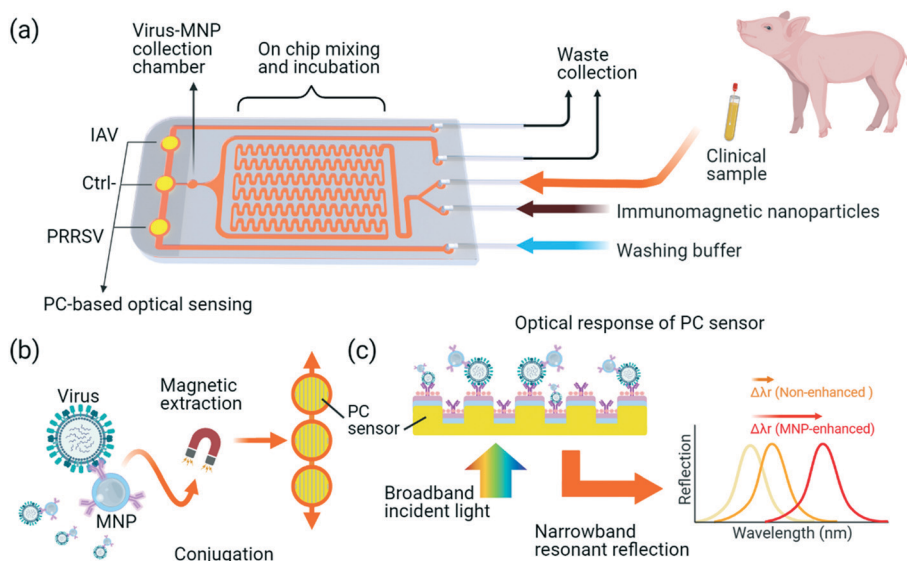 (a)
Virus-MNP
collection
chamber
On chip mixing
and incubation
Waste
collection
IAV
Ctrl-
PRRSV
Clinical
sample
Immunomagnetic nanoparticles
Washing buffer
PC-based optical sensing
(b)
Virus
Magnetic
extraction
PC
sensor
MNP
Conjugation
(c)
Optical response of PC sensor
Δλr (Non-enhanced )
Δλr (MNP-enhanced)
Broadband
incident light
Narrowband
resonant reflection
Reflection
Wavelength (nm)